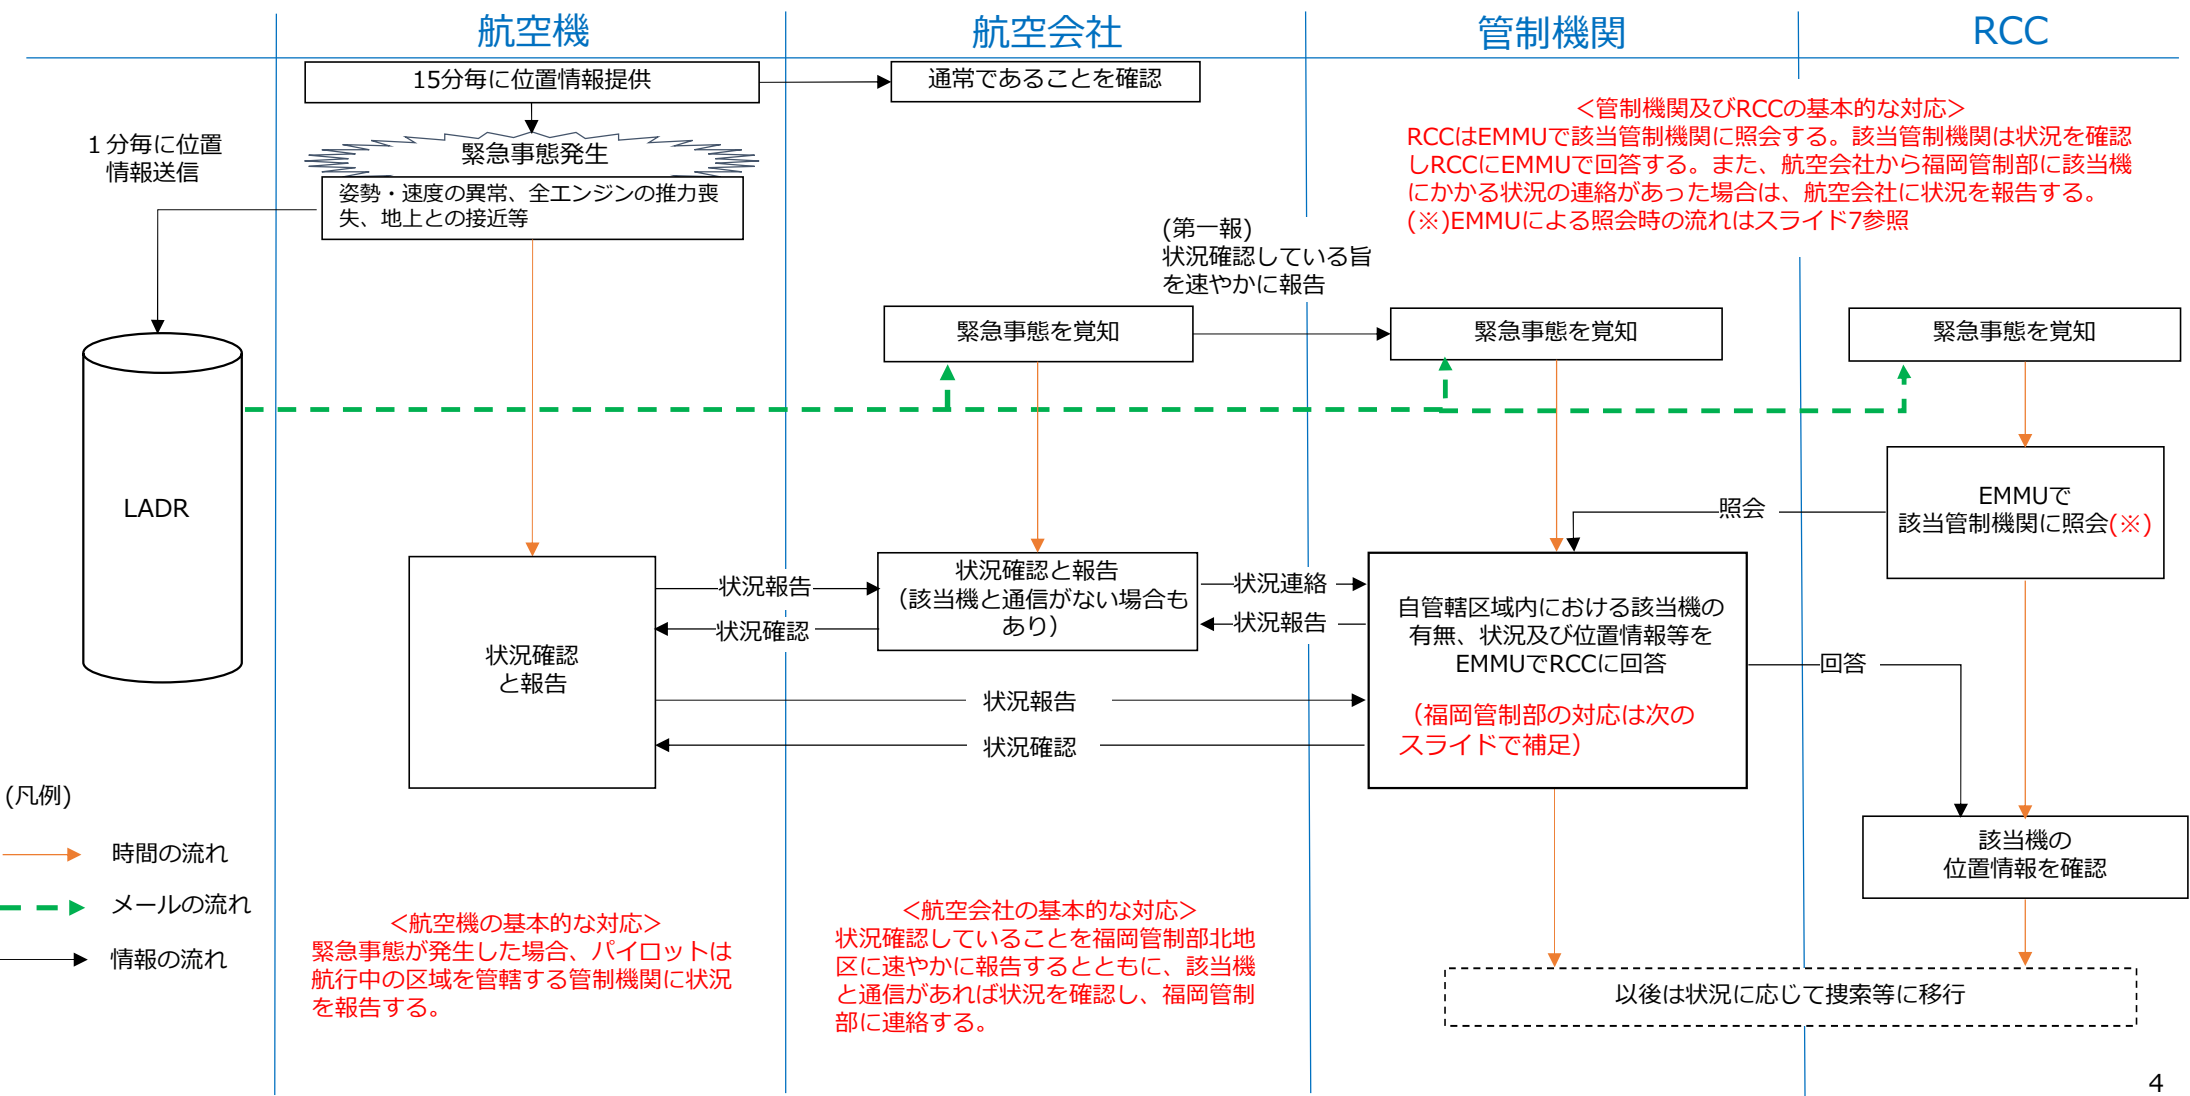 航空機
航空会社
管制機関
RCC
15分毎に位置情報提供
通常であることを確認
緊急事態発生
姿勢・速度の異常、全エンジンの推力喪
失、地上との接近等
１分毎に位置
情報送信
＜管制機関及びRCCの基本的な対応＞
RCCはEMMUで該当管制機関に照会する。該当管制機関は状況を確認
しRCCにEMMUで回答する。また、航空会社から福岡管制部に該当機
にかかる状況の連絡があった場合は、航空会社に状況を報告する。
(※)EMMUによる照会時の流れはスライド7参照
(第一報)
状況確認している旨
を速やかに報告
緊急事態を覚知
緊急事態を覚知
緊急事態を覚知
LADR
EMMUで
該当管制機関に照会(※)
照会
状況確認
と報告
状況報告
状況確認
状況確認と報告
（該当機と通信がない場合も
あり）
状況連絡
状況報告
自管轄区域内における該当機の
有無、状況及び位置情報等を
EMMUでRCCに回答
（福岡管制部の対応は次の
スライドで補足）
回答
状況報告
状況確認
該当機の
位置情報を確認
(凡例)
時間の流れ
メールの流れ
情報の流れ
＜航空機の基本的な対応＞
緊急事態が発生した場合、パイロットは
航行中の区域を管轄する管制機関に状況
を報告する。
＜航空会社の基本的な対応＞
状況確認していることを福岡管制部北地
区に速やかに報告するとともに、該当機
と通信があれば状況を確認し、福岡管制
部に連絡する。
以後は状況に応じて捜索等に移行
4